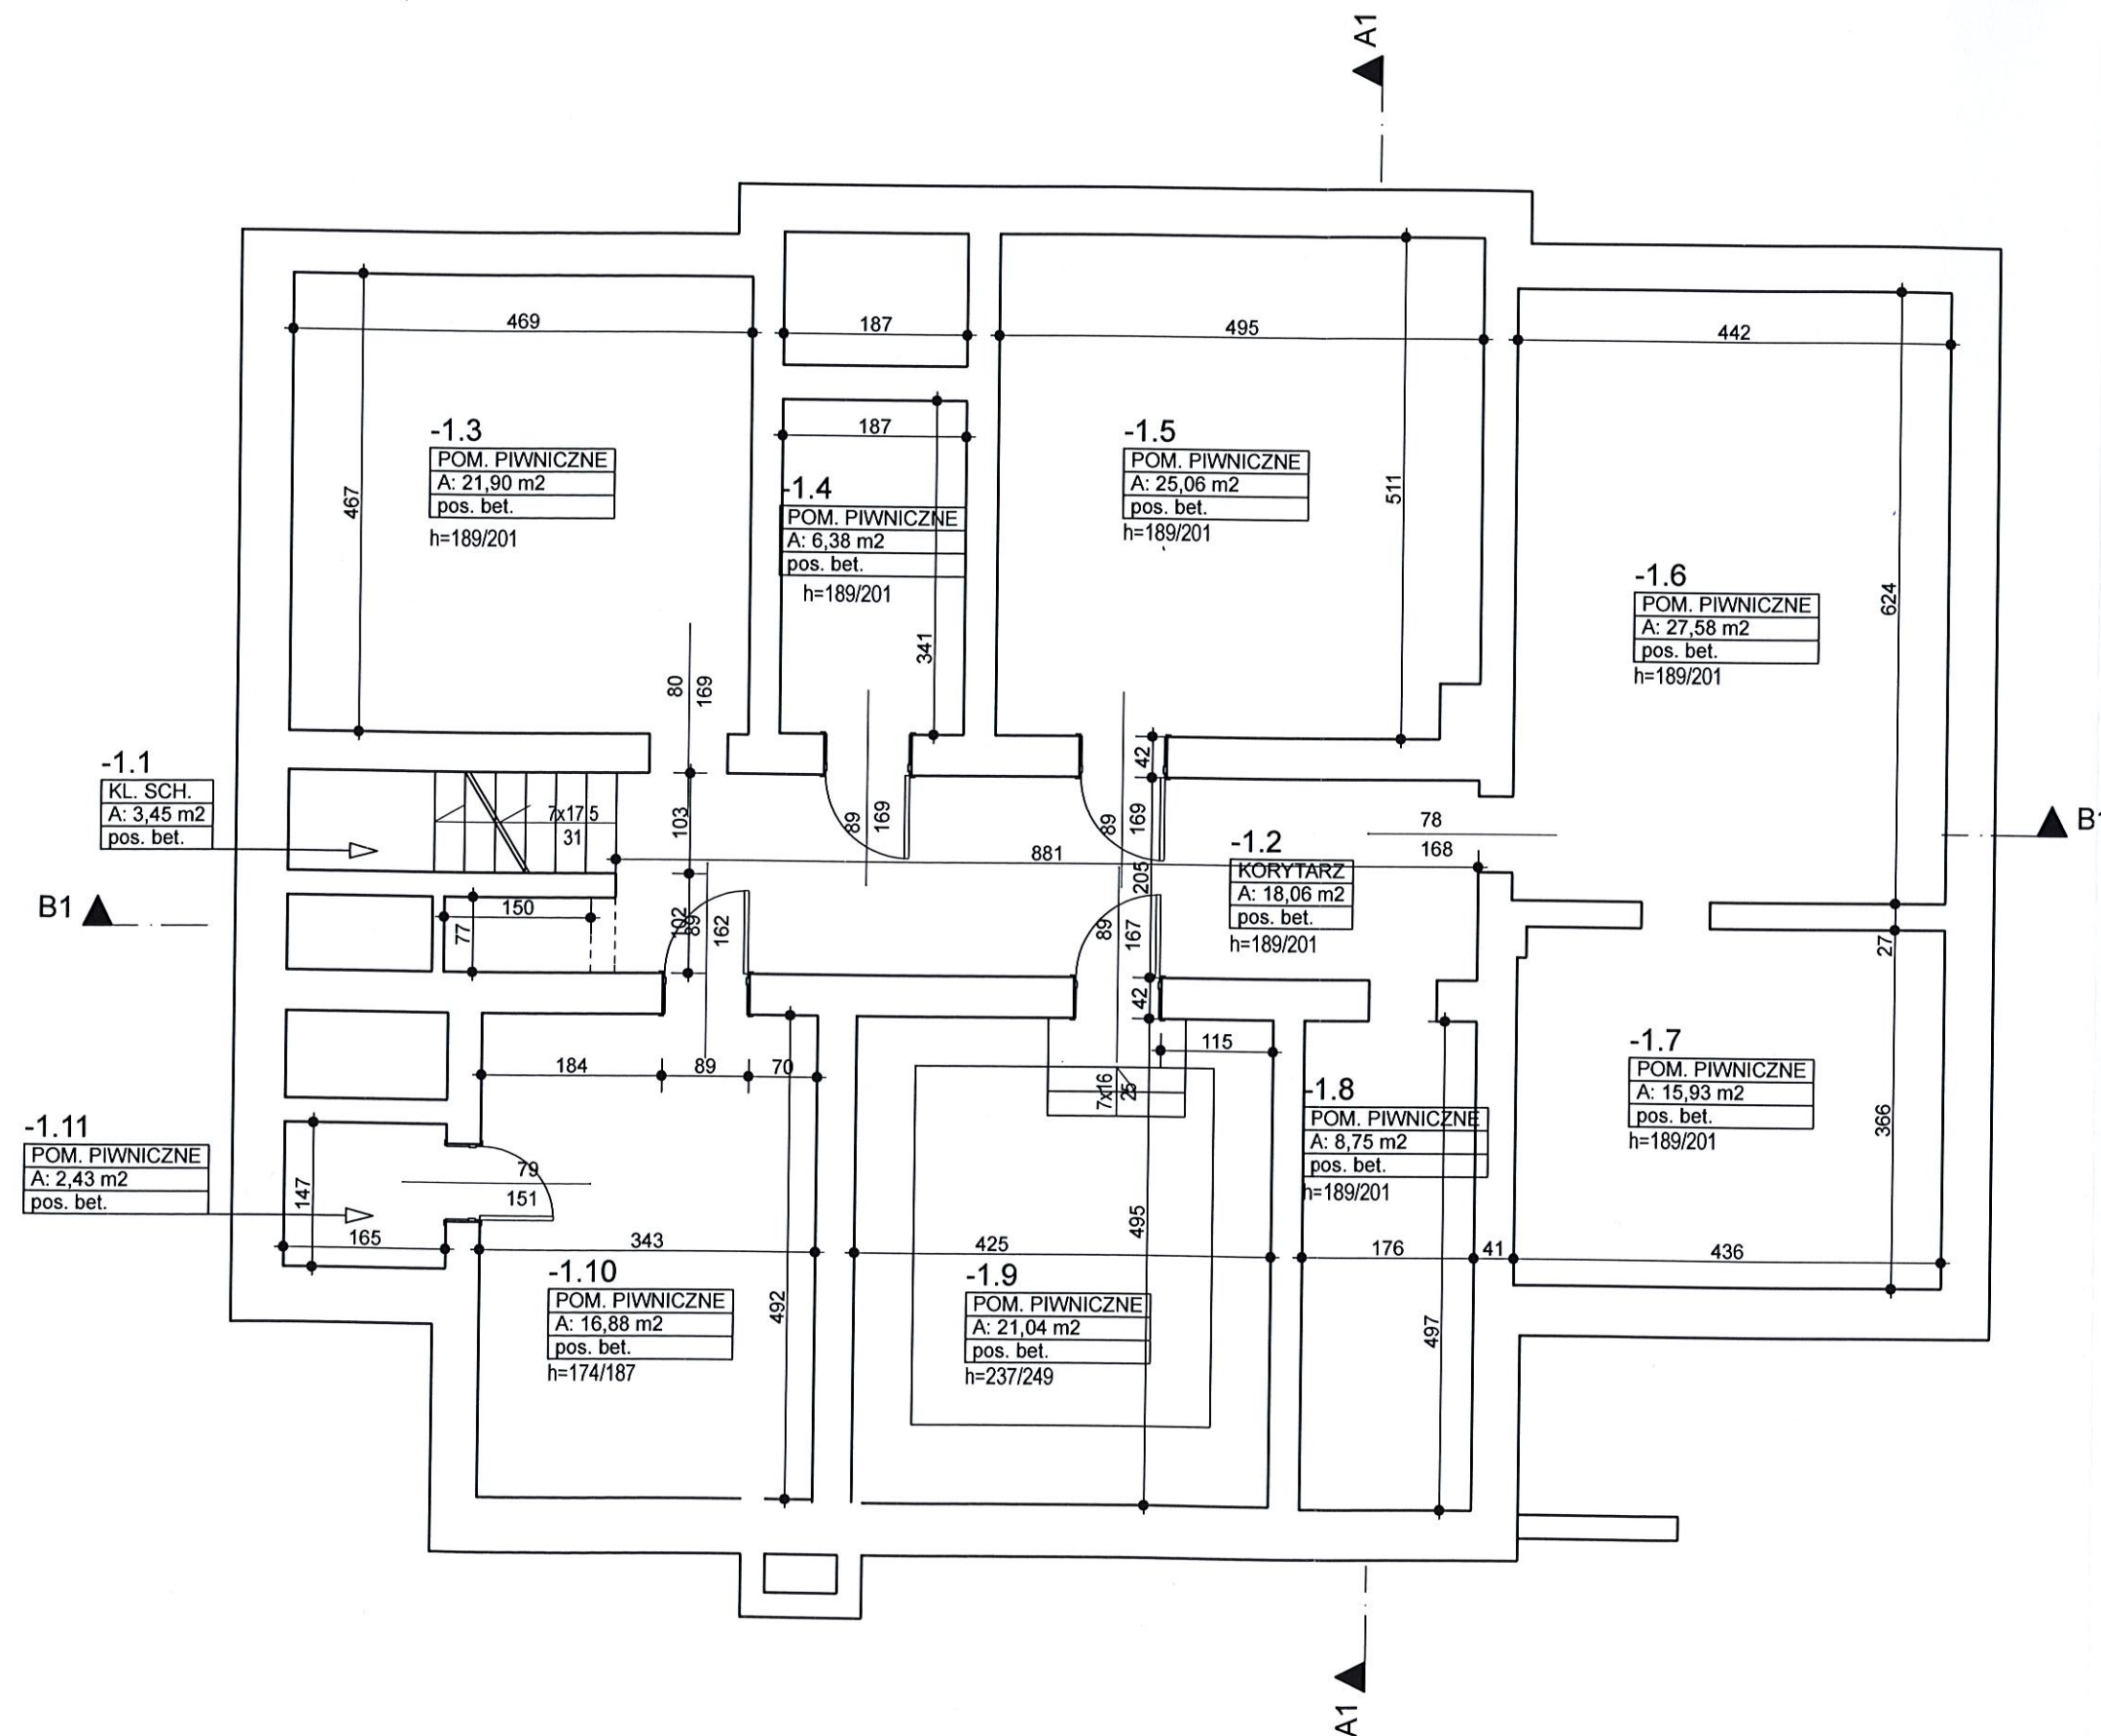 A1
469
187
495
442
-1.3
POM. PIWNICZNE
A: 21,90 m2
pos. bet.
h=189/201
467
187
-1.4
POM. PIWNICZNE
A: 6,38 m2
pos. bet.
h=189/201
341
-1.5
POM. PIWNICZNE
A: 25,06 m2
pos. bet.
h=189/201
511
-1.6
POM. PIWNICZNE
A: 27,58 m2
pos. bet.
h=189/201
624
80
169
-1.1
KL. SCH.
A: 3,45 m2
pos. bet.
7x17,5
31
103
89
169
89
169
42
881
205
-1.2
KORYTARZ
A: 18,06 m2
pos. bet.
h=189/201
78
168
B1
B1
150
77
102
89
162
89
167
42
27
184
89
70
115
7x16
25
-1.8
POM. PIWNICZNE
A: 8,75 m2
pos. bet.
h=189/201
-1.7
POM. PIWNICZNE
A: 15,93 m2
pos. bet.
h=189/201
366
-1.11
POM. PIWNICZNE
A: 2,43 m2
pos. bet.
147
165
79
151
343
425
495
176
41
436
-1.10
POM. PIWNICZNE
A: 16,88 m2
pos. bet.
h=174/187
492
-1.9
POM. PIWNICZNE
A: 21,04 m2
pos. bet.
h=237/249
497
A1